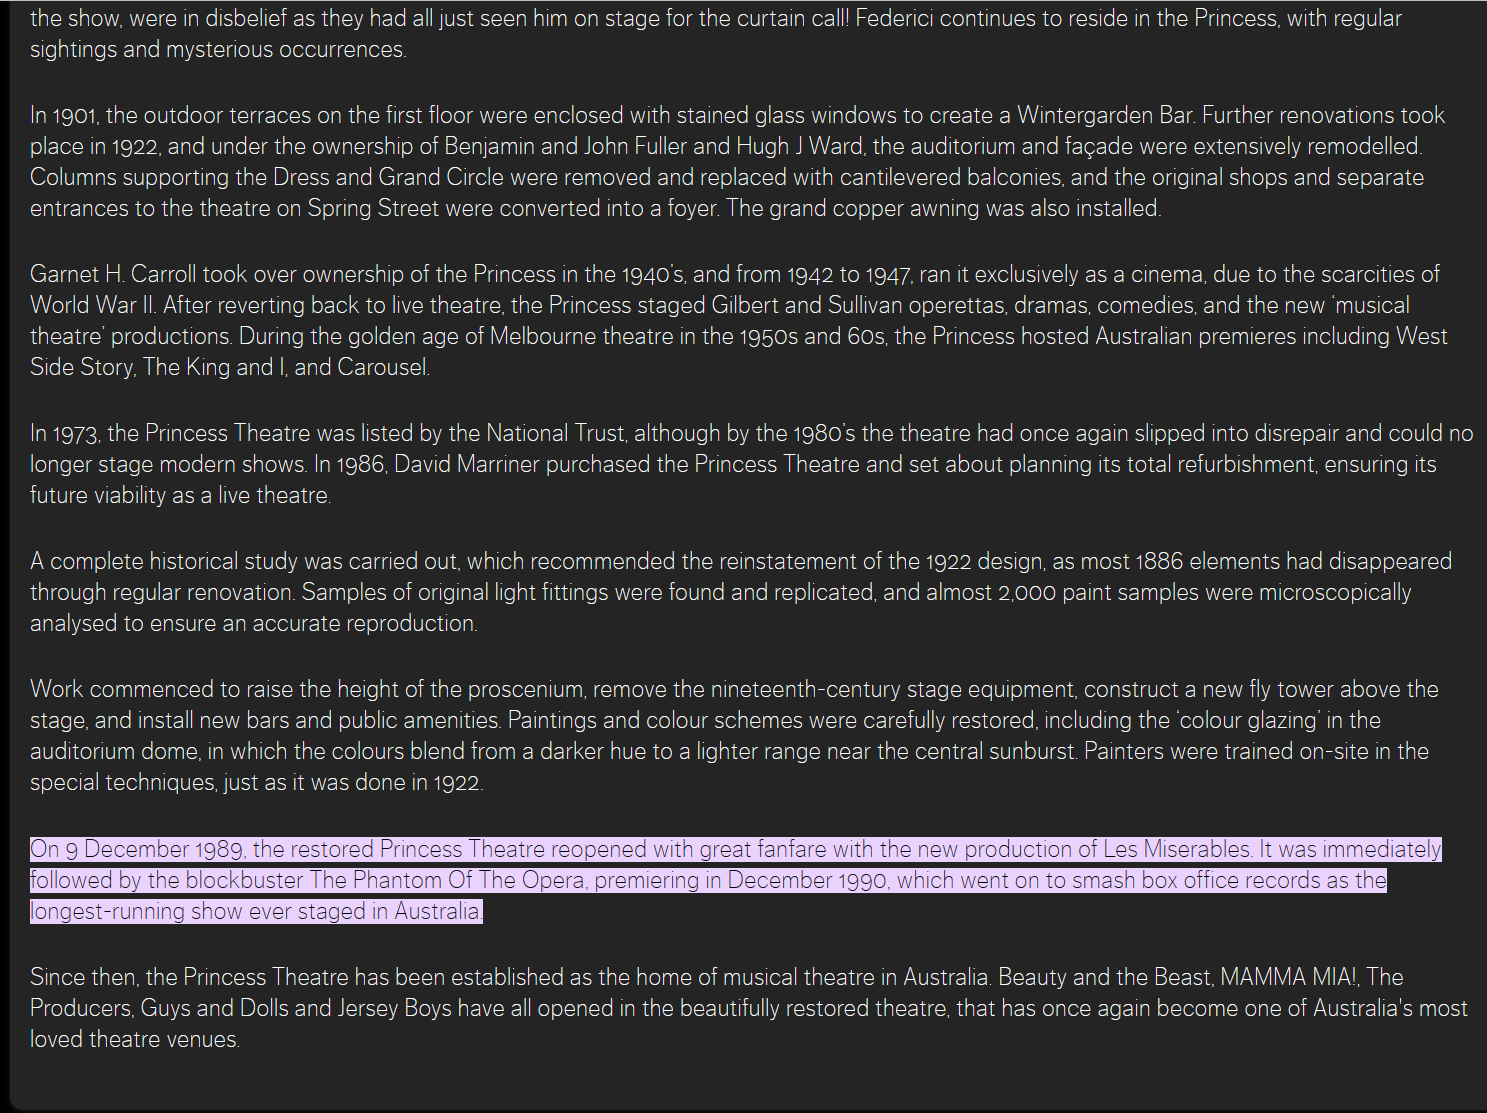 the show, were in disbelief as they had all just seen him on stage for the curtain call! Federici continues to reside in the Princess, with regular
sightings and mysterious occurrences.
In 1901, the outdoor terraces on the first floor were enclosed with stained glass windows to create a Wintergarden Bar. Further renovations took
place in 1922, and under the ownership of Benjamin and John Fuller and Hugh J Ward, the auditorium and façade were extensively remodelled.
Columns supporting the Dress and Grand Circle were removed and replaced with cantilevered balconies, and the original shops and separate
entrances to the theatre on Spring Street were converted into a foyer. The grand copper awning was also installed.
Garnet H. Carroll took over ownership of the Princess in the 1940's, and from 1942 to 1947, ran it exclusively as a cinema, due to the scarcities of
World War II. After reverting back to live theatre, the Princess staged Gilbert and Sullivan operettas, dramas, comedies, and the new 'musical
theatre' productions. During the golden age of Melbourne theatre in the 1950s and 60s, the Princess hosted Australian premieres including West
Side Story, The King and I, and Carousel.
In 1973, the Princess Theatre was listed by the National Trust, although by the 1980's the theatre had once again slipped into disrepair and could no
longer stage modern shows. In 1986, David Marriner purchased the Princess Theatre and set about planning its total refurbishment, ensuring its
future viability as a live theatre.
A complete historical study was carried out, which recommended the reinstatement of the 1922 design, as most 1886 elements had disappeared
through regular renovation. Samples of original light fittings were found and replicated, and almost 2,000 paint samples were microscopically
analysed to ensure an accurate reproduction.
Work commenced to raise the height of the proscenium, remove the nineteenth-century stage equipment, construct a new fly tower above the
stage, and install new bars and public amenities. Paintings and colour schemes were carefully restored, including the 'colour glazing' in the
auditorium dome, in which the colours blend from a darker hue to a lighter range near the central sunburst. Painters were trained on-site in the
special techniques, just as it was done in 1922.
On 9 December 1989, the restored Princess Theatre reopened with great fanfare with the new production of Les Miserables. It was immediately
followed by the blockbuster The Phantom Of The Opera, premiering in December 1990, which went on to smash box office records as the
longest-running show ever staged in Australia.
Since then, the Princess Theatre has been established as the home of musical theatre in Australia. Beauty and the Beast, MAMMA MIA!, The
Producers, Guys and Dolls and Jersey Boys have all opened in the beautifully restored theatre, that has once again become one of Australia's most
loved theatre venues.